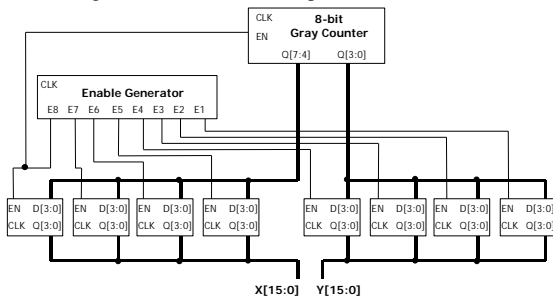 CLK 8-bit
EN Gray Counter
Q[7:4] Q[3:0]
CLK
Enable Generator
E8 E7 E6 E5 E4 E3 E2 E1
EN D[3:0] EN D[3:0] EN D[3:0] EN D[3:0] EN D[3:0] EN D[3:0] EN D[3:0] EN D[3:0]
CLK Q[3:0] CLK Q[3:0] CLK Q[3:0] CLK Q[3:0] CLK Q[3:0] CLK Q[3:0] CLK Q[3:0] CLK Q[3:0]
X[15:0] Y[15:0]